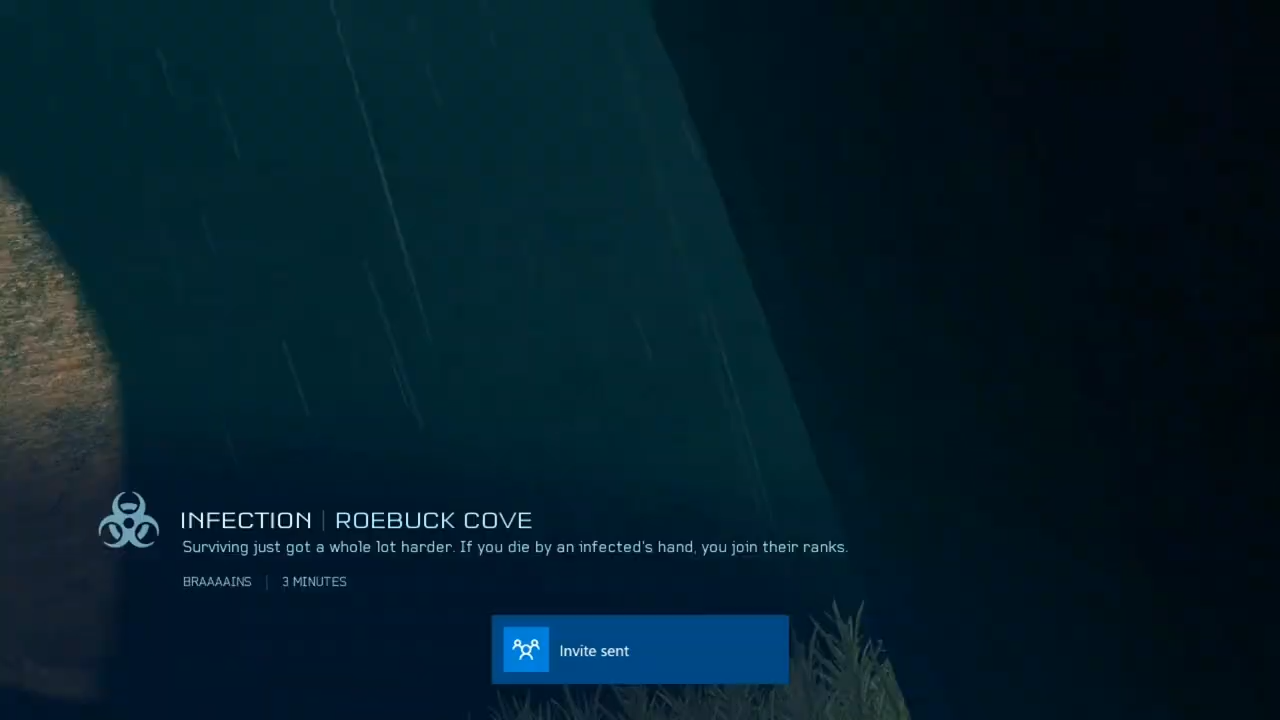 INFECTION | ROEBUCK COVE
Surviving just got a whole lot harder. If you die by an infected's hand, you join their ranks.
BRAAAAINS | 3 MINUTES
Invite sent